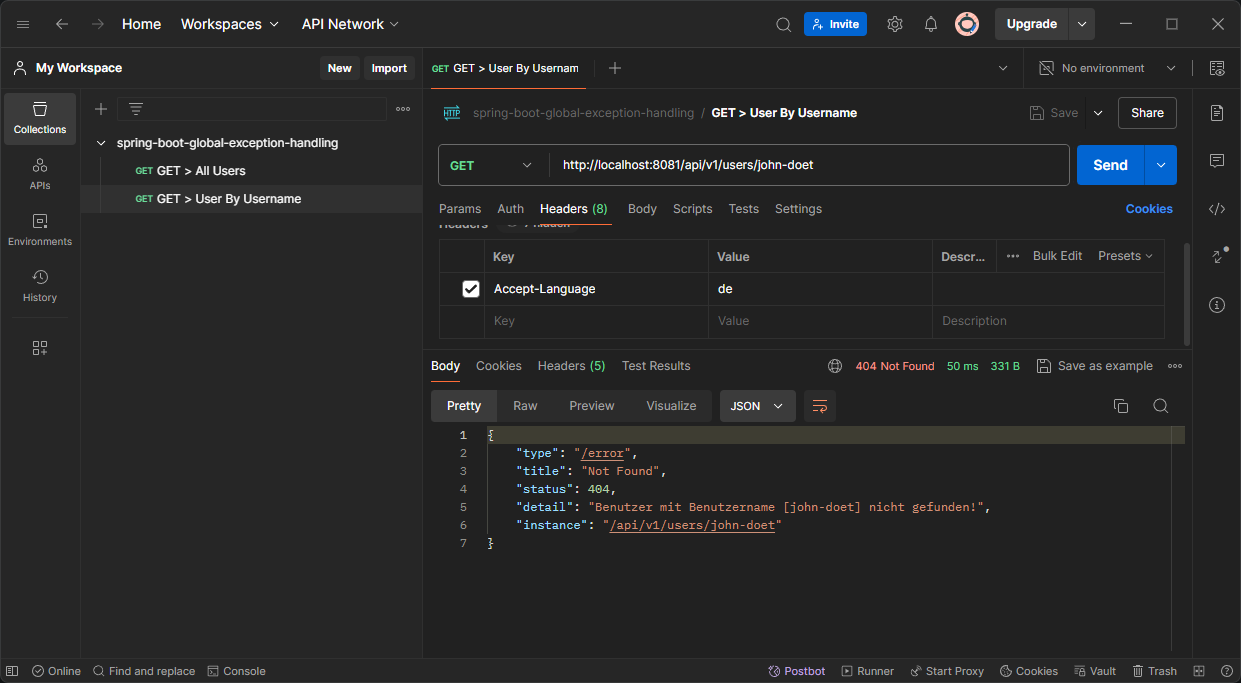 Home Workspaces API Network Invite Upgrade
My Workspace New Import GET GET > User By Usernam No environment
Collections
APIs
Environments
History
spring-boot-global-exception-handling
GET GET > All Users
GET GET > User By Username
HTTP spring-boot-global-exception-handling / GET > User By Username Save Share
GET http://localhost:8081/api/v1/users/john-doet Send
Params Auth Headers (8) Body Scripts Tests Settings Cookies
Headers 7 hidden
Key Value Descr... Bulk Edit Presets
Accept-Language de
Key Value Description
Body Cookies Headers (5) Test Results 404 Not Found 50 ms 331 B Save as example
Pretty Raw Preview Visualize JSON
1 {
2 "type": "/error",
3 "title": "Not Found",
4 "status": 404,
5 "detail": "Benutzer mit Benutzername [john-doet] nicht gefunden!",
6 "instance": "/api/v1/users/john-doet"
7 }
Online Find and replace Console Postbot Runner Start Proxy Cookies Vault Trash